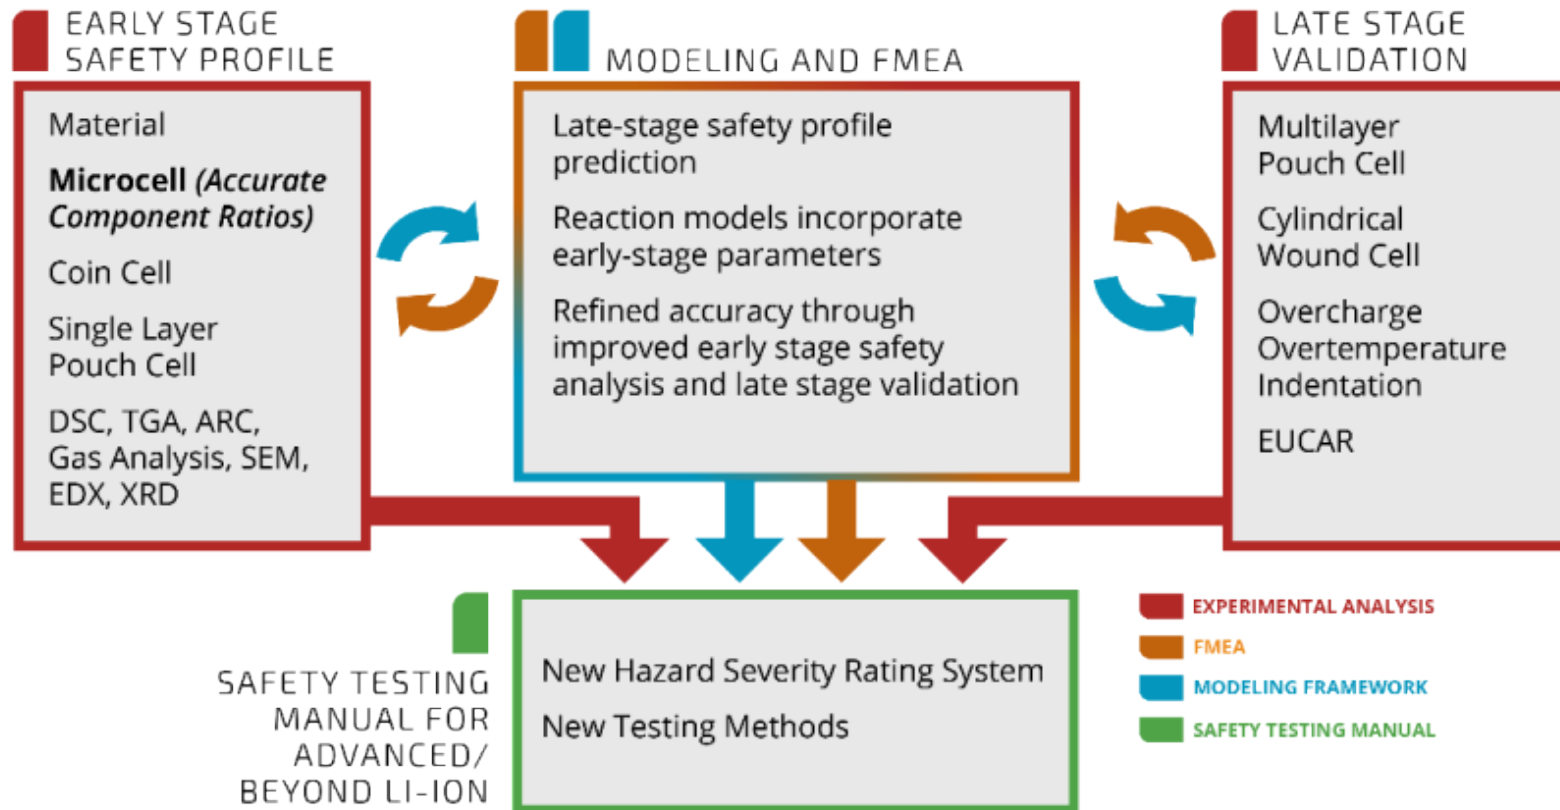 EARLY STAGE
SAFETY PROFILE
Material
Microcell (Accurate
Component Ratios)
Coin Cell
Single Layer
Pouch Cell
DSC, TGA, ARC,
Gas Analysis, SEM,
EDX, XRD
MODELING AND FMEA
Late-stage safety profile
prediction
Reaction models incorporate
early-stage parameters
Refined accuracy through
improved early stage safety
analysis and late stage validation
LATE STAGE
VALIDATION
Multilayer
Pouch Cell
Cylindrical
Wound Cell
Overcharge
Overtemperature
Indentation
EUCAR
SAFETY TESTING
MANUAL FOR
ADVANCED/
BEYOND LI-ION
New Hazard Severity Rating System
New Testing Methods
EXPERIMENTAL ANALYSIS
FMEA
MODELING FRAMEWORK
SAFETY TESTING MANUAL